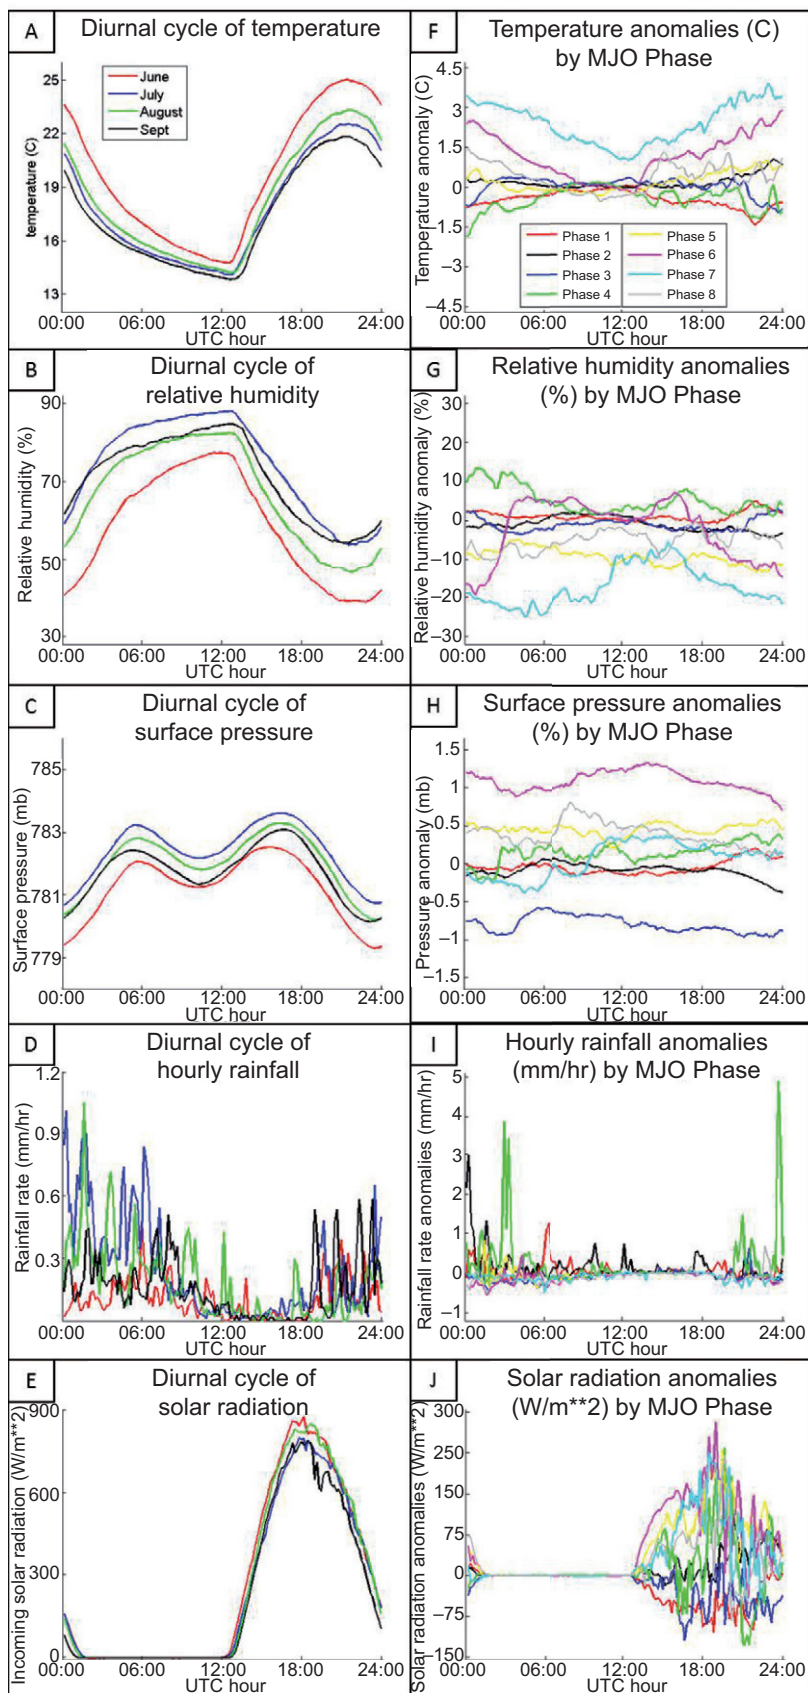 A
Diurnal cycle of temperature
temperature (C)
25
22
19
16
13
June
July
August
Sept
00:00 06:00 12:00 18:00 24:00
UTC hour
F
Temperature anomalies (C)
by MJO Phase
Temperature anomaly (C)
4.5
3
1.5
0
−1.5
−3
−4.5
Phase 1
Phase 2
Phase 3
Phase 4
Phase 5
Phase 6
Phase 7
Phase 8
00:00 06:00 12:00 18:00 24:00
UTC hour
B
Diurnal cycle of
relative humidity
Relative humidity (%)
90
70
50
30
00:00 06:00 12:00 18:00 24:00
UTC hour
G
Relative humidity anomalies
(%) by MJO Phase
Relative humidity anomaly (%)
30
20
10
0
−10
−20
−30
00:00 06:00 12:00 18:00 24:00
UTC hour
C
Diurnal cycle of
surface pressure
Surface pressure (mb)
785
783
781
779
00:00 06:00 12:00 18:00 24:00
UTC hour
H
Surface pressure anomalies
(%) by MJO Phase
Pressure anomaly (mb)
1.5
1
0.5
0
−0.5
−1
−1.5
00:00 06:00 12:00 18:00 24:00
UTC hour
D
Diurnal cycle of
hourly rainfall
Rainfall rate (mm/hr)
1.2
0.9
0.6
0.3
00:00 06:00 12:00 18:00 24:00
UTC hour
I
Hourly rainfall anomalies
(mm/hr) by MJO Phase
Rainfall rate anomalies (mm/hr)
5
4
3
2
1
0
−1
00:00 06:00 12:00 18:00 24:00
UTC hour
E
Diurnal cycle of
solar radiation
Incoming solar radiation (W/m**2)
900
600
300
0
00:00 06:00 12:00 18:00 24:00
UTC hour
J
Solar radiation anomalies
(W/m**2) by MJO Phase
Solar radiation anomalies (W/m**2)
300
225
150
75
0
−75
−150
00:00 06:00 12:00 18:00 24:00
UTC hour